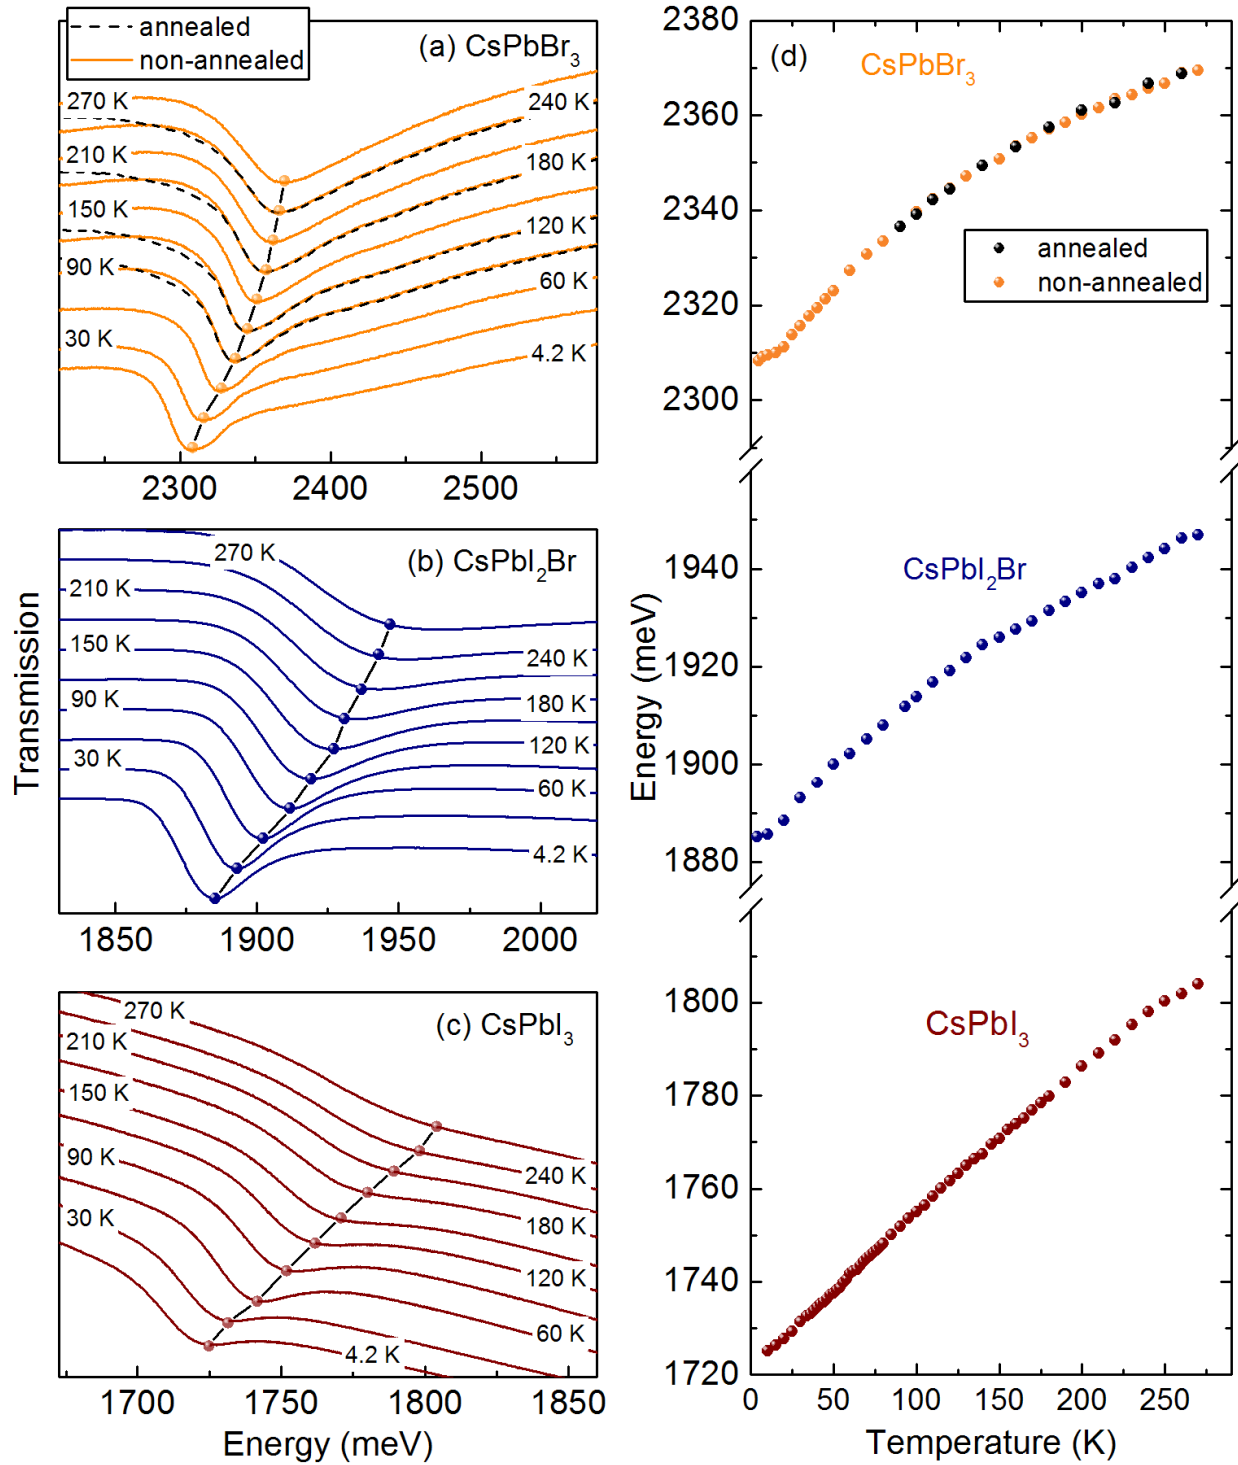 annealed
non-annealed
(a) CsPbBr3
270 K
240 K
210 K
180 K
150 K
120 K
90 K
60 K
30 K
4.2 K
2300 2400 2500
(b) CsPbI2Br
270 K
210 K
150 K
240 K
90 K
180 K
120 K
30 K
60 K
4.2 K
1850 1900 1950 2000
Transmission
(c) CsPbI3
270 K
210 K
150 K
90 K
240 K
30 K
180 K
120 K
60 K
4.2 K
1700 1750 1800 1850
Energy (meV)
(d)
CsPbBr3
2380
2360
2340
annealed
non-annealed
2320
2300
CsPbI2Br
1940
1920
1900
1880
Energy (meV)
CsPbI3
1800
1780
1760
1740
1720
0 50 100 150 200 250
Temperature (K)